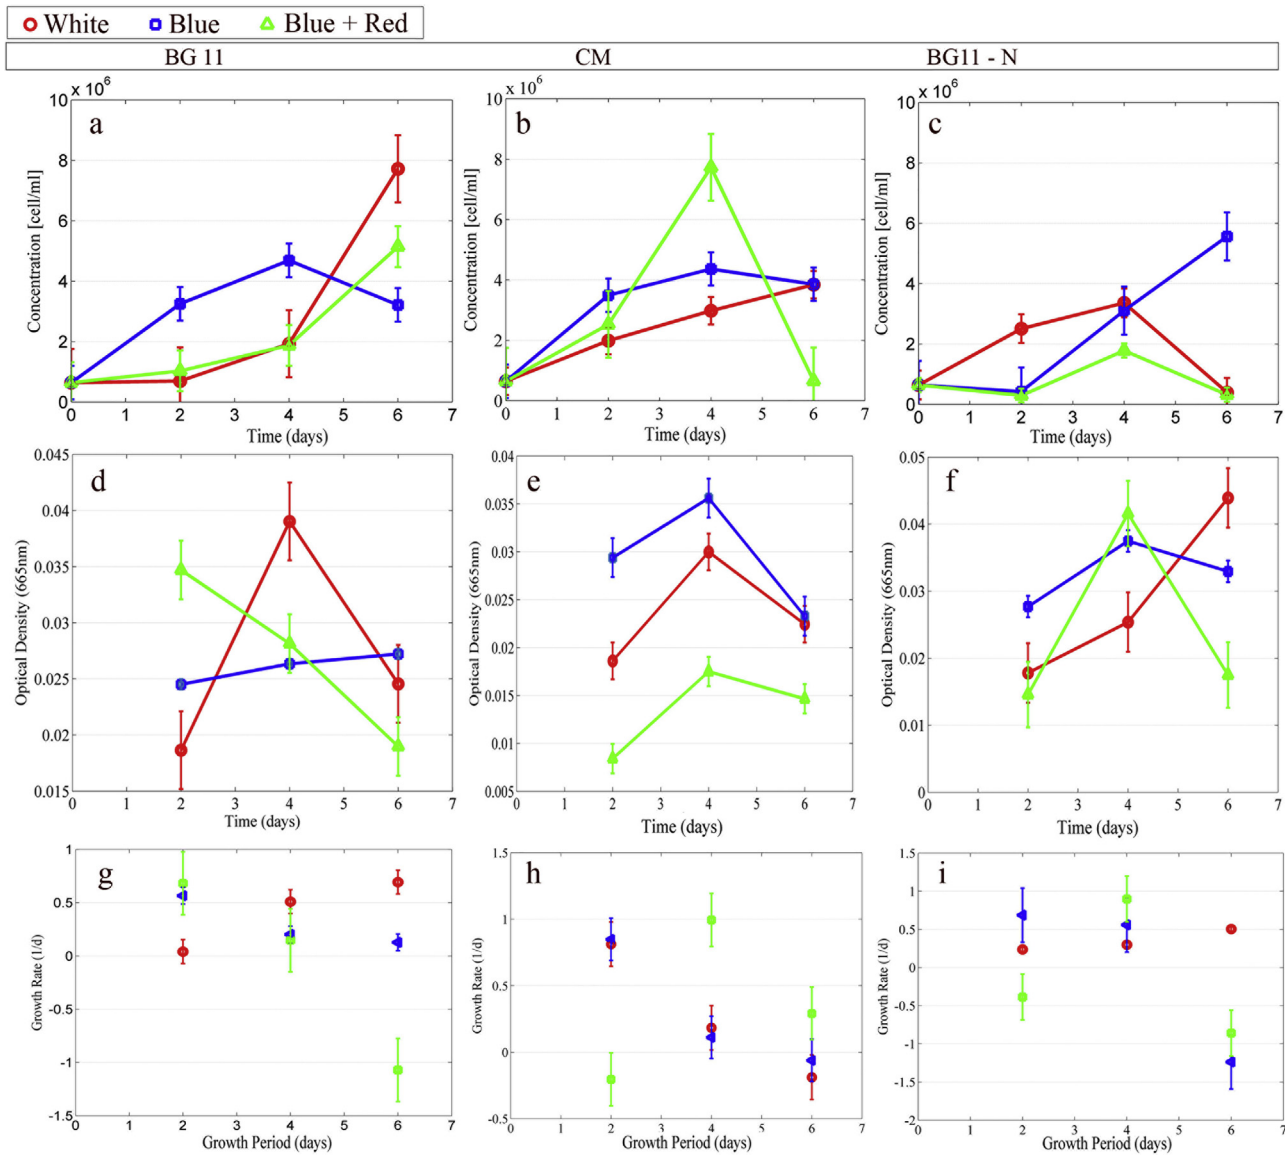 White Blue Blue + Red
BG 11 CM BG11 - N
x 10⁶
10
8
6
4
2
0
0 1 2 3 4 5 6 7
a
Concentration [cell/ml]
Time (days)
x 10⁶
10
8
6
4
2
0
0 1 2 3 4 5 6 7
b
Concentration [cell/ml]
Time (days)
x 10⁶
10
8
6
4
2
0
0 1 2 3 4 5 6 7
c
Concentration [cell/ml]
Time (days)
0.045
0.04
0.035
0.03
0.025
0.02
0.015
0 1 2 3 4 5 6 7
d
Optical Density (665nm)
Time (days)
0.04
0.035
0.03
0.025
0.02
0.015
0.01
0.005
0 1 2 3 4 5 6 7
e
Optical Density (665nm)
Time (days)
0.05
0.04
0.03
0.02
0.01
0
0 1 2 3 4 5 6 7
f
Optical Density (665nm)
Time (days)
1
0.5
0
-0.5
-1
-1.5
0 1 2 3 4 5 6 7
g
Growth Rate (1/d)
Growth Period (days)
1.5
1
0.5
0
-0.5
0 1 2 3 4 5 6 7
h
Growth Rate (1/d)
Growth Period (days)
1.5
1
0.5
0
-0.5
-1
-1.5
-2
0 1 2 3 4 5 6 7
i
Growth Rate (1/d)
Growth Period (days)